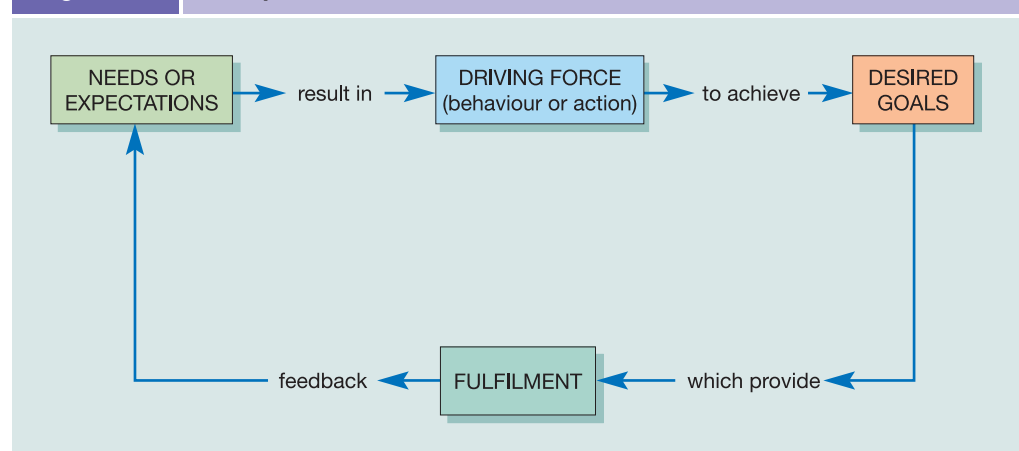 NEEDS OR
EXPECTATIONS
result in
DRIVING FORCE
(behaviour or action)
to achieve
DESIRED
GOALS
feedback
FULFILMENT
which provide